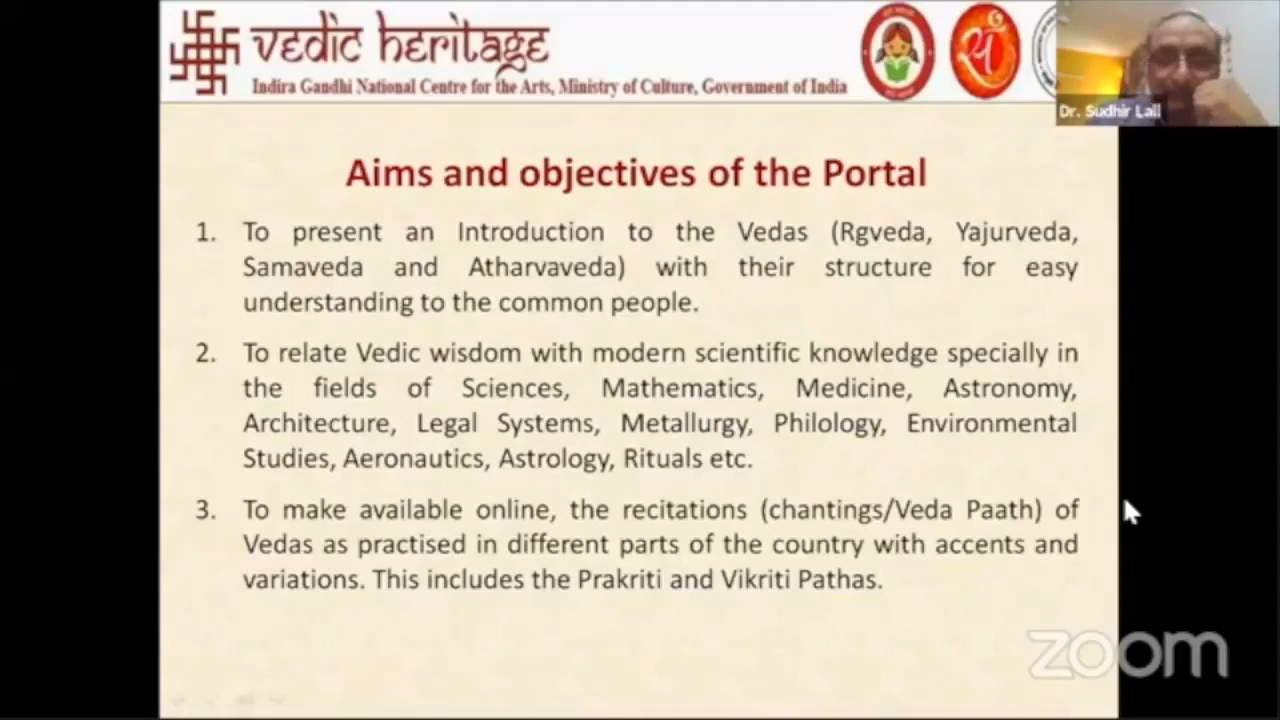 vedic heritage
Indira Gandhi National Centre for the Arts, Ministry of Culture, Government of India
Dr. Sudhir Lall
Aims and objectives of the Portal
1. To present an Introduction to the Vedas (Rgveda, Yajurveda,
Samaveda and Atharvaveda) with their structure for easy
understanding to the common people.
2. To relate Vedic wisdom with modern scientific knowledge specially in
the fields of Sciences, Mathematics, Medicine, Astronomy,
Architecture, Legal Systems, Metallurgy, Philology, Environmental
Studies, Aeronautics, Astrology, Rituals etc.
3. To make available online, the recitations (chantings/Veda Paath) of
Vedas as practised in different parts of the country with accents and
variations. This includes the Prakriti and Vikriti Pathas.
zoom